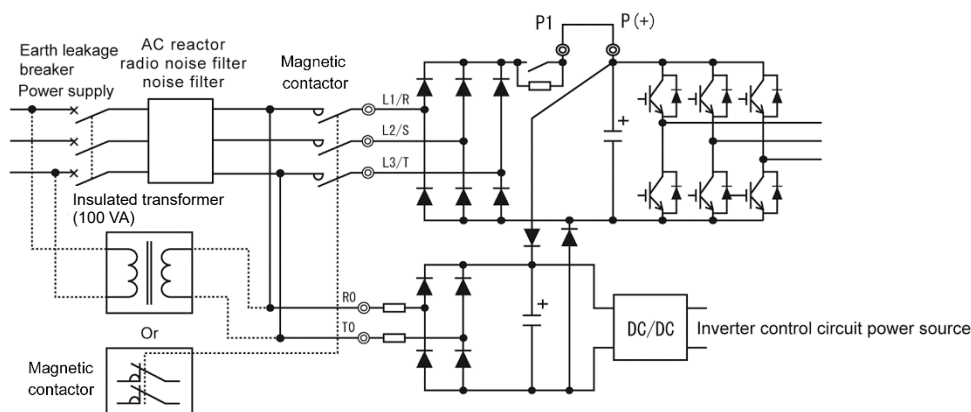 P1
P(+)
Earth leakage
breaker
Power supply
AC reactor
radio noise filter
noise filter
Magnetic
contactor
L1/R
L2/S
L3/T
+
Insulated transformer
(100 VA)
R0
T0
+
DC/DC
Inverter control circuit power source
Or
Magnetic
contactor